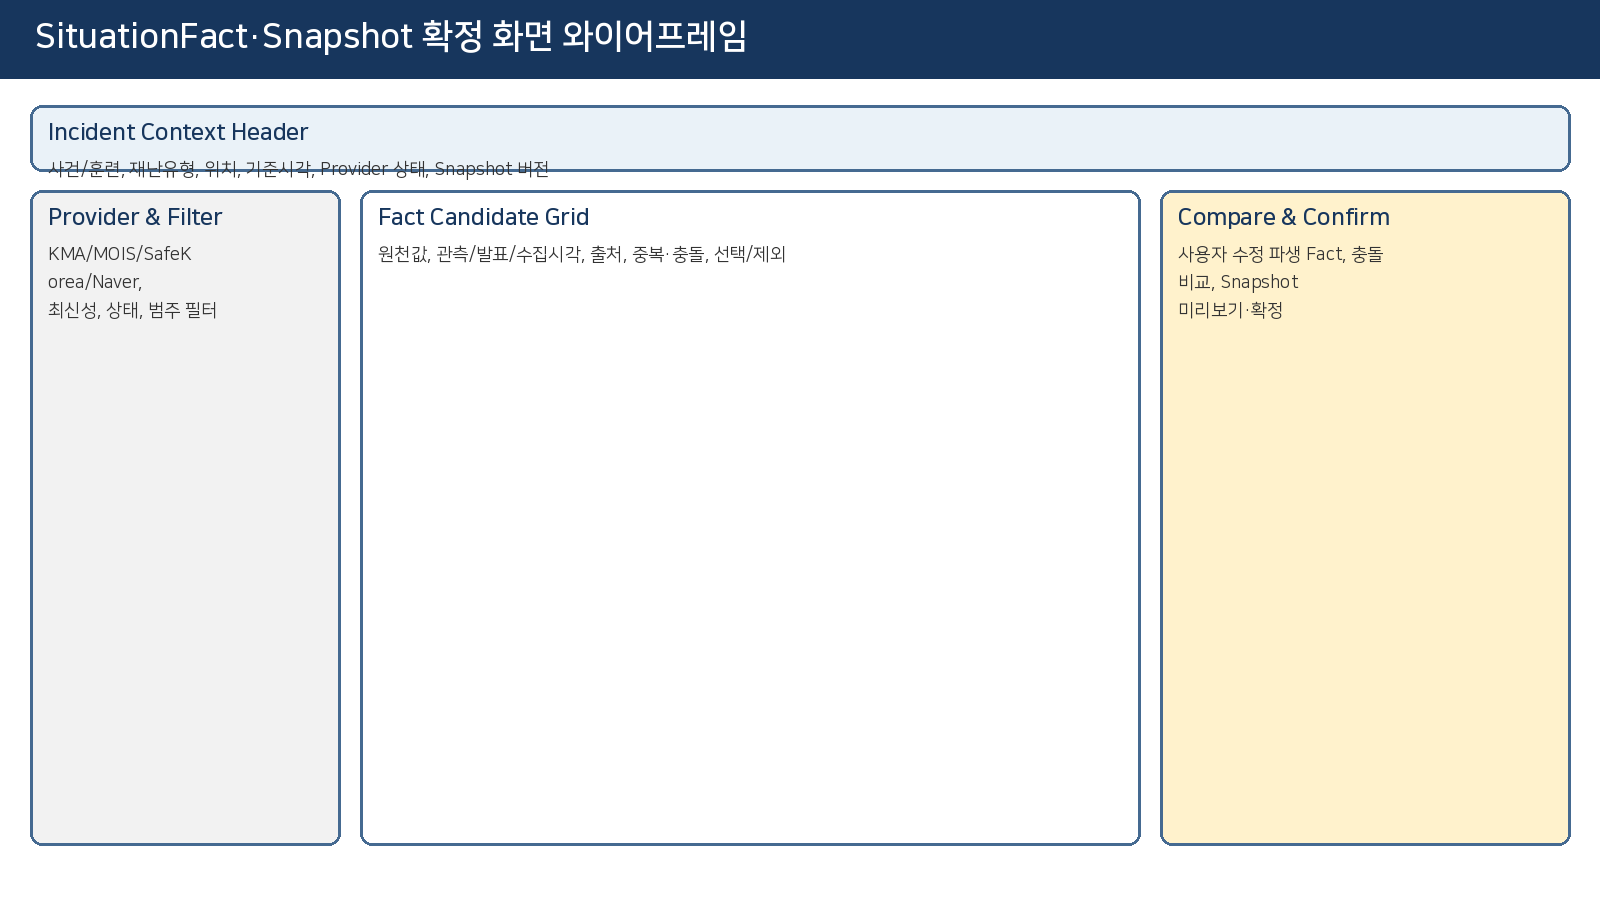 SituationFact·Snapshot 확정 화면 와이어프레임
Incident Context Header
사건/훈련, 재난유형, 위치, 기준시각, Provider 상태, Snapshot 버전
Provider & Filter
KMA/MOIS/SafeK
orea/Naver,
최신성, 상태, 범주 필터
Fact Candidate Grid
원천값, 관측/발표/수집시각, 출처, 중복·충돌, 선택/제외
Compare & Confirm
사용자 수정 파생 Fact, 충돌
비교, Snapshot
미리보기·확정